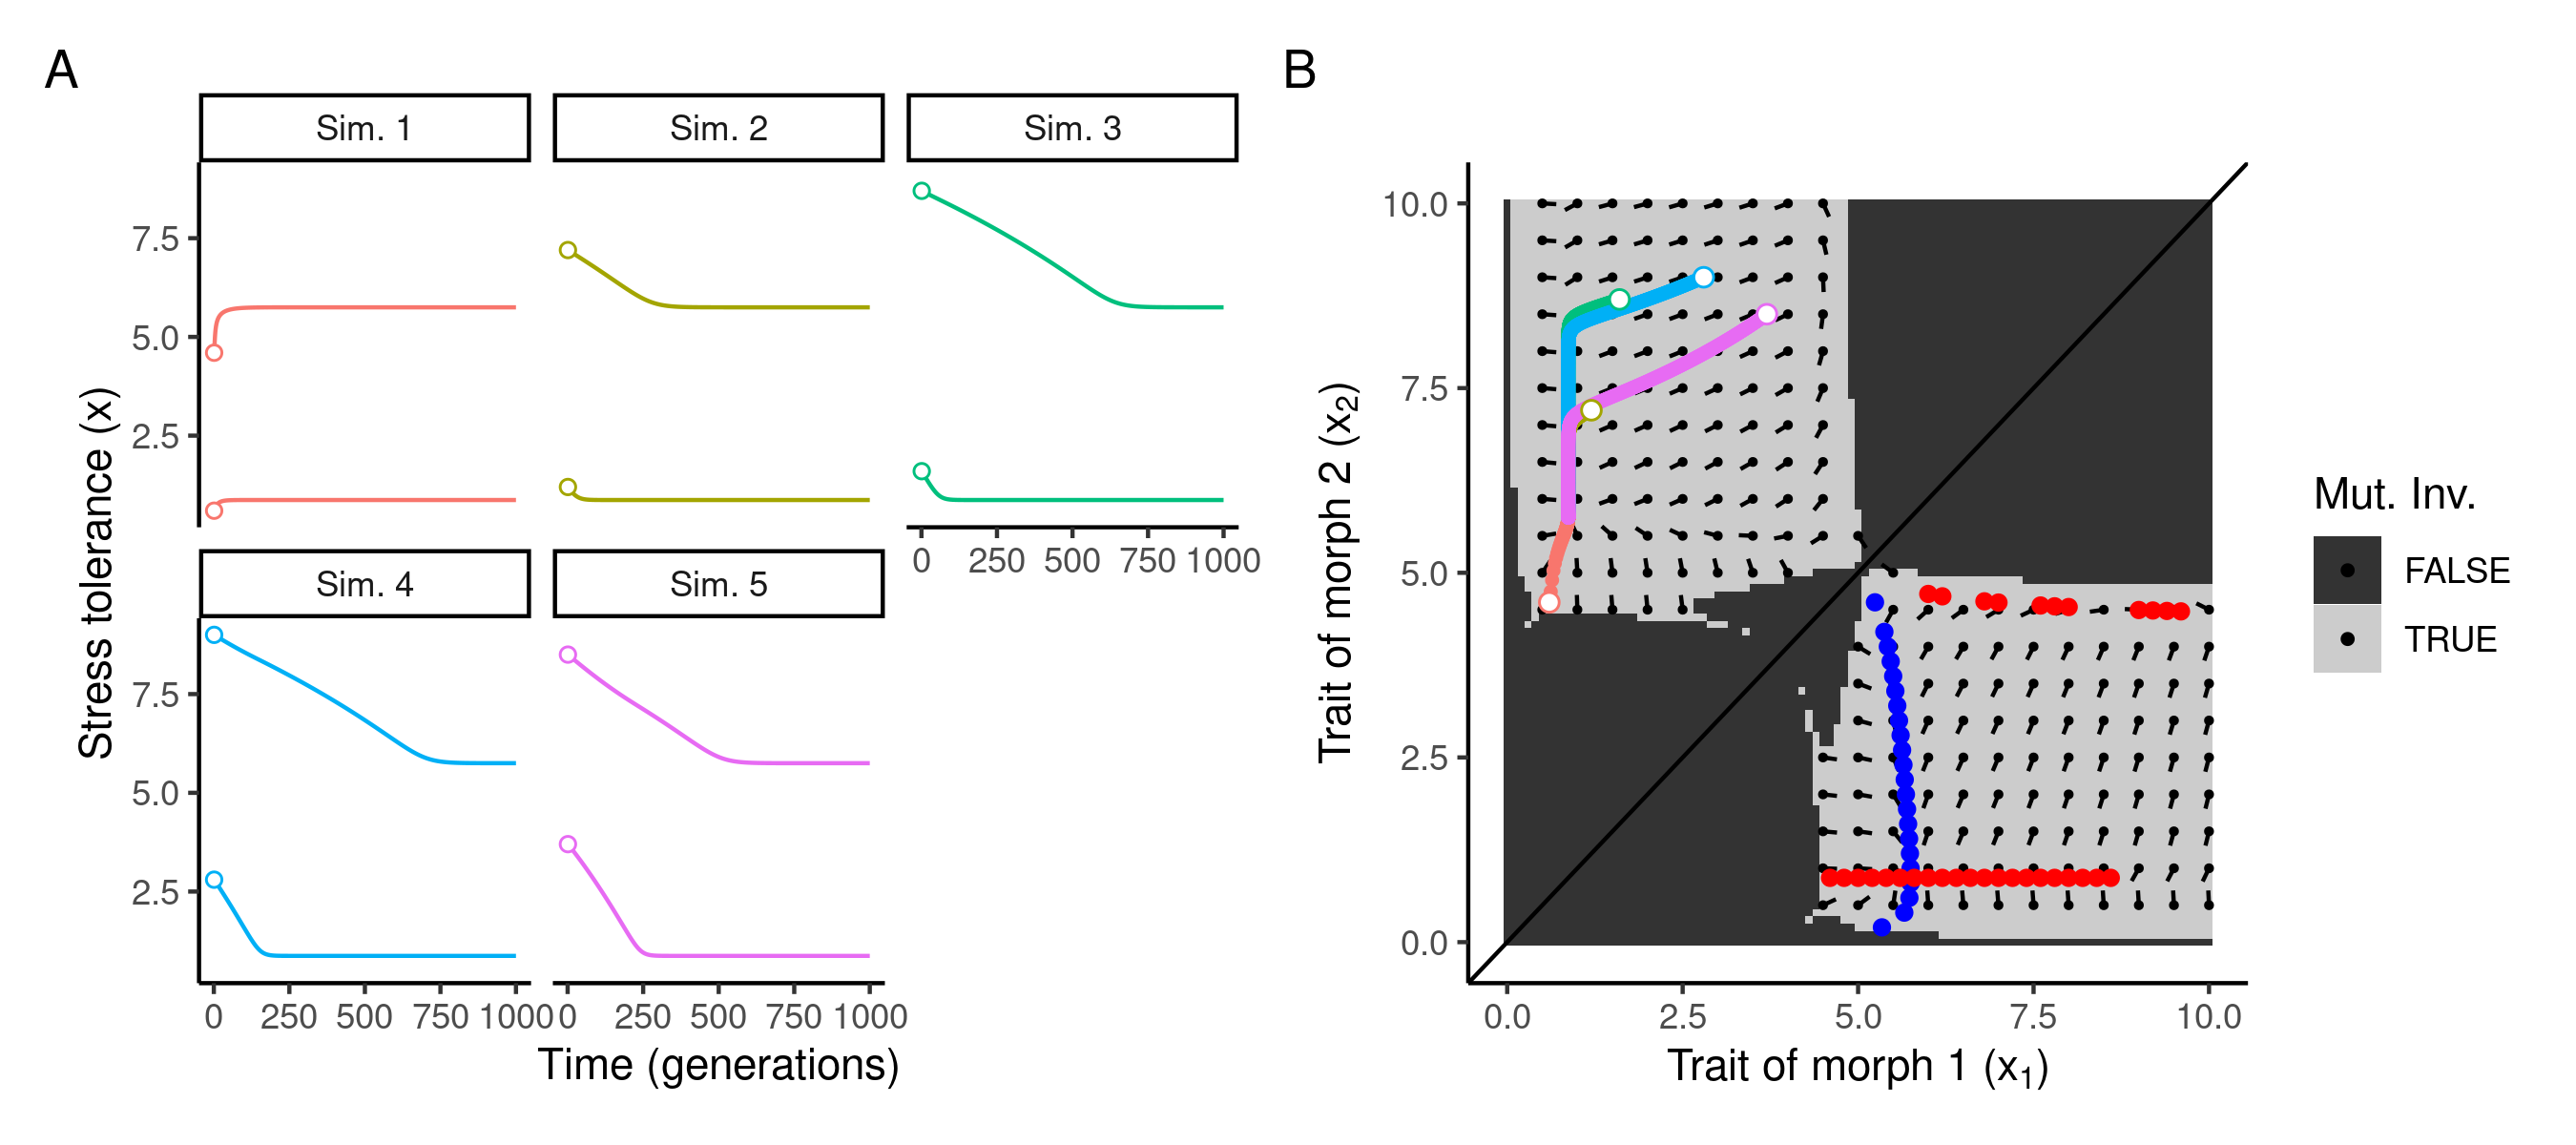 A
B
Sim. 1
Sim. 2
Sim. 3
7.5
5.0
2.5
0 250 500 750 1000
Sim. 4
Sim. 5
7.5
5.0
2.5
0 250 500 750 1000
0 250 500 750 1000
Stress tolerance (x)
Time (generations)
10.0
7.5
5.0
2.5
0.0
0.0 2.5 5.0 7.5 10.0
Trait of morph 2 (x₂)
Trait of morph 1 (x₁)
Mut. Inv.
FALSE
TRUE